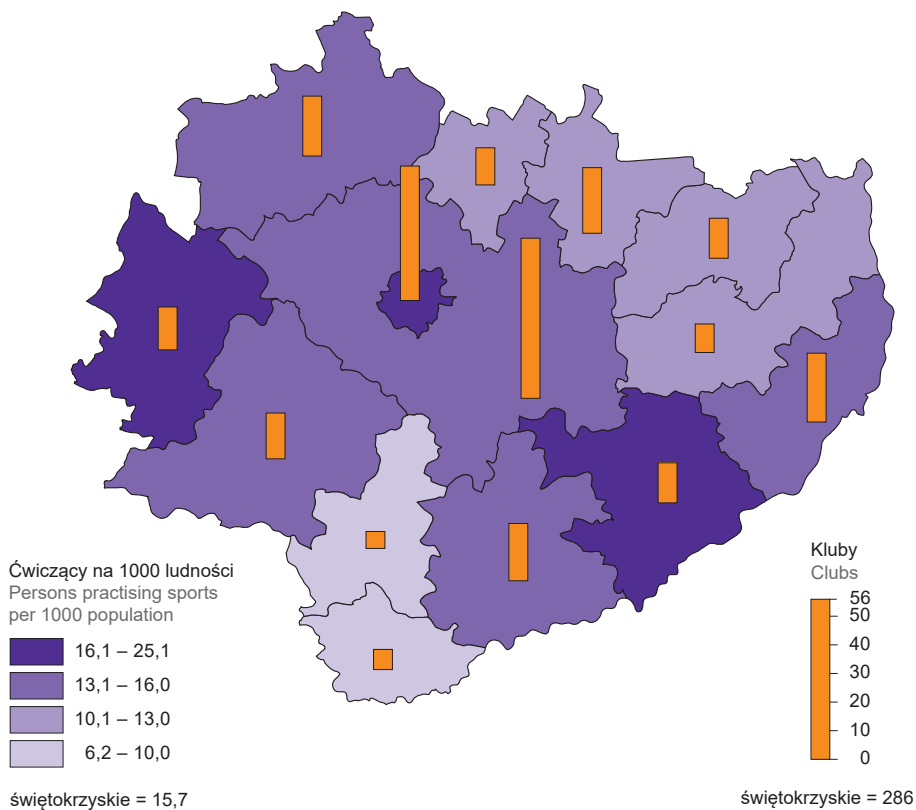 Ćwiczący na 1000 ludności
Persons practising sports
per 1000 population
16,1 – 25,1
13,1 – 16,0
10,1 – 13,0
6,2 – 10,0
świętokrzyskie = 15,7
Kluby
Clubs
56
50
40
30
20
10
0
świętokrzyskie = 286